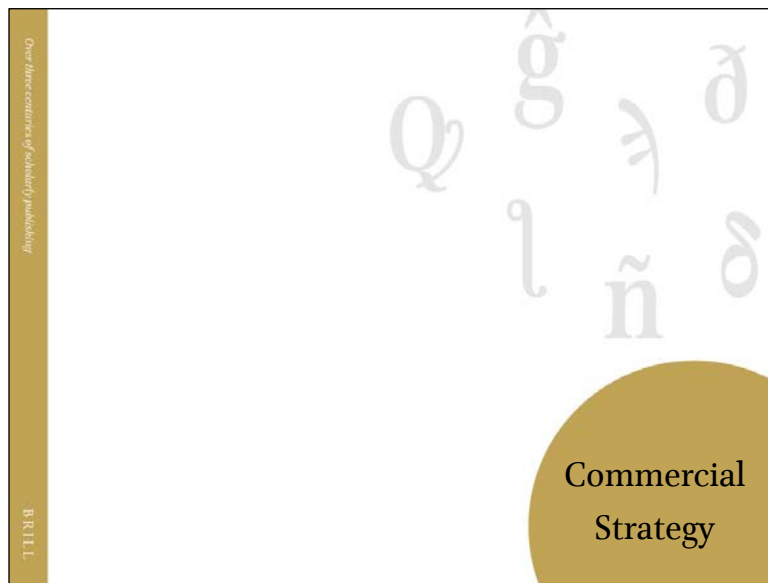 Over three centuries of scholarly publishing
BRILL
Q ĝ ð
ñ δ
Commercial
Strategy